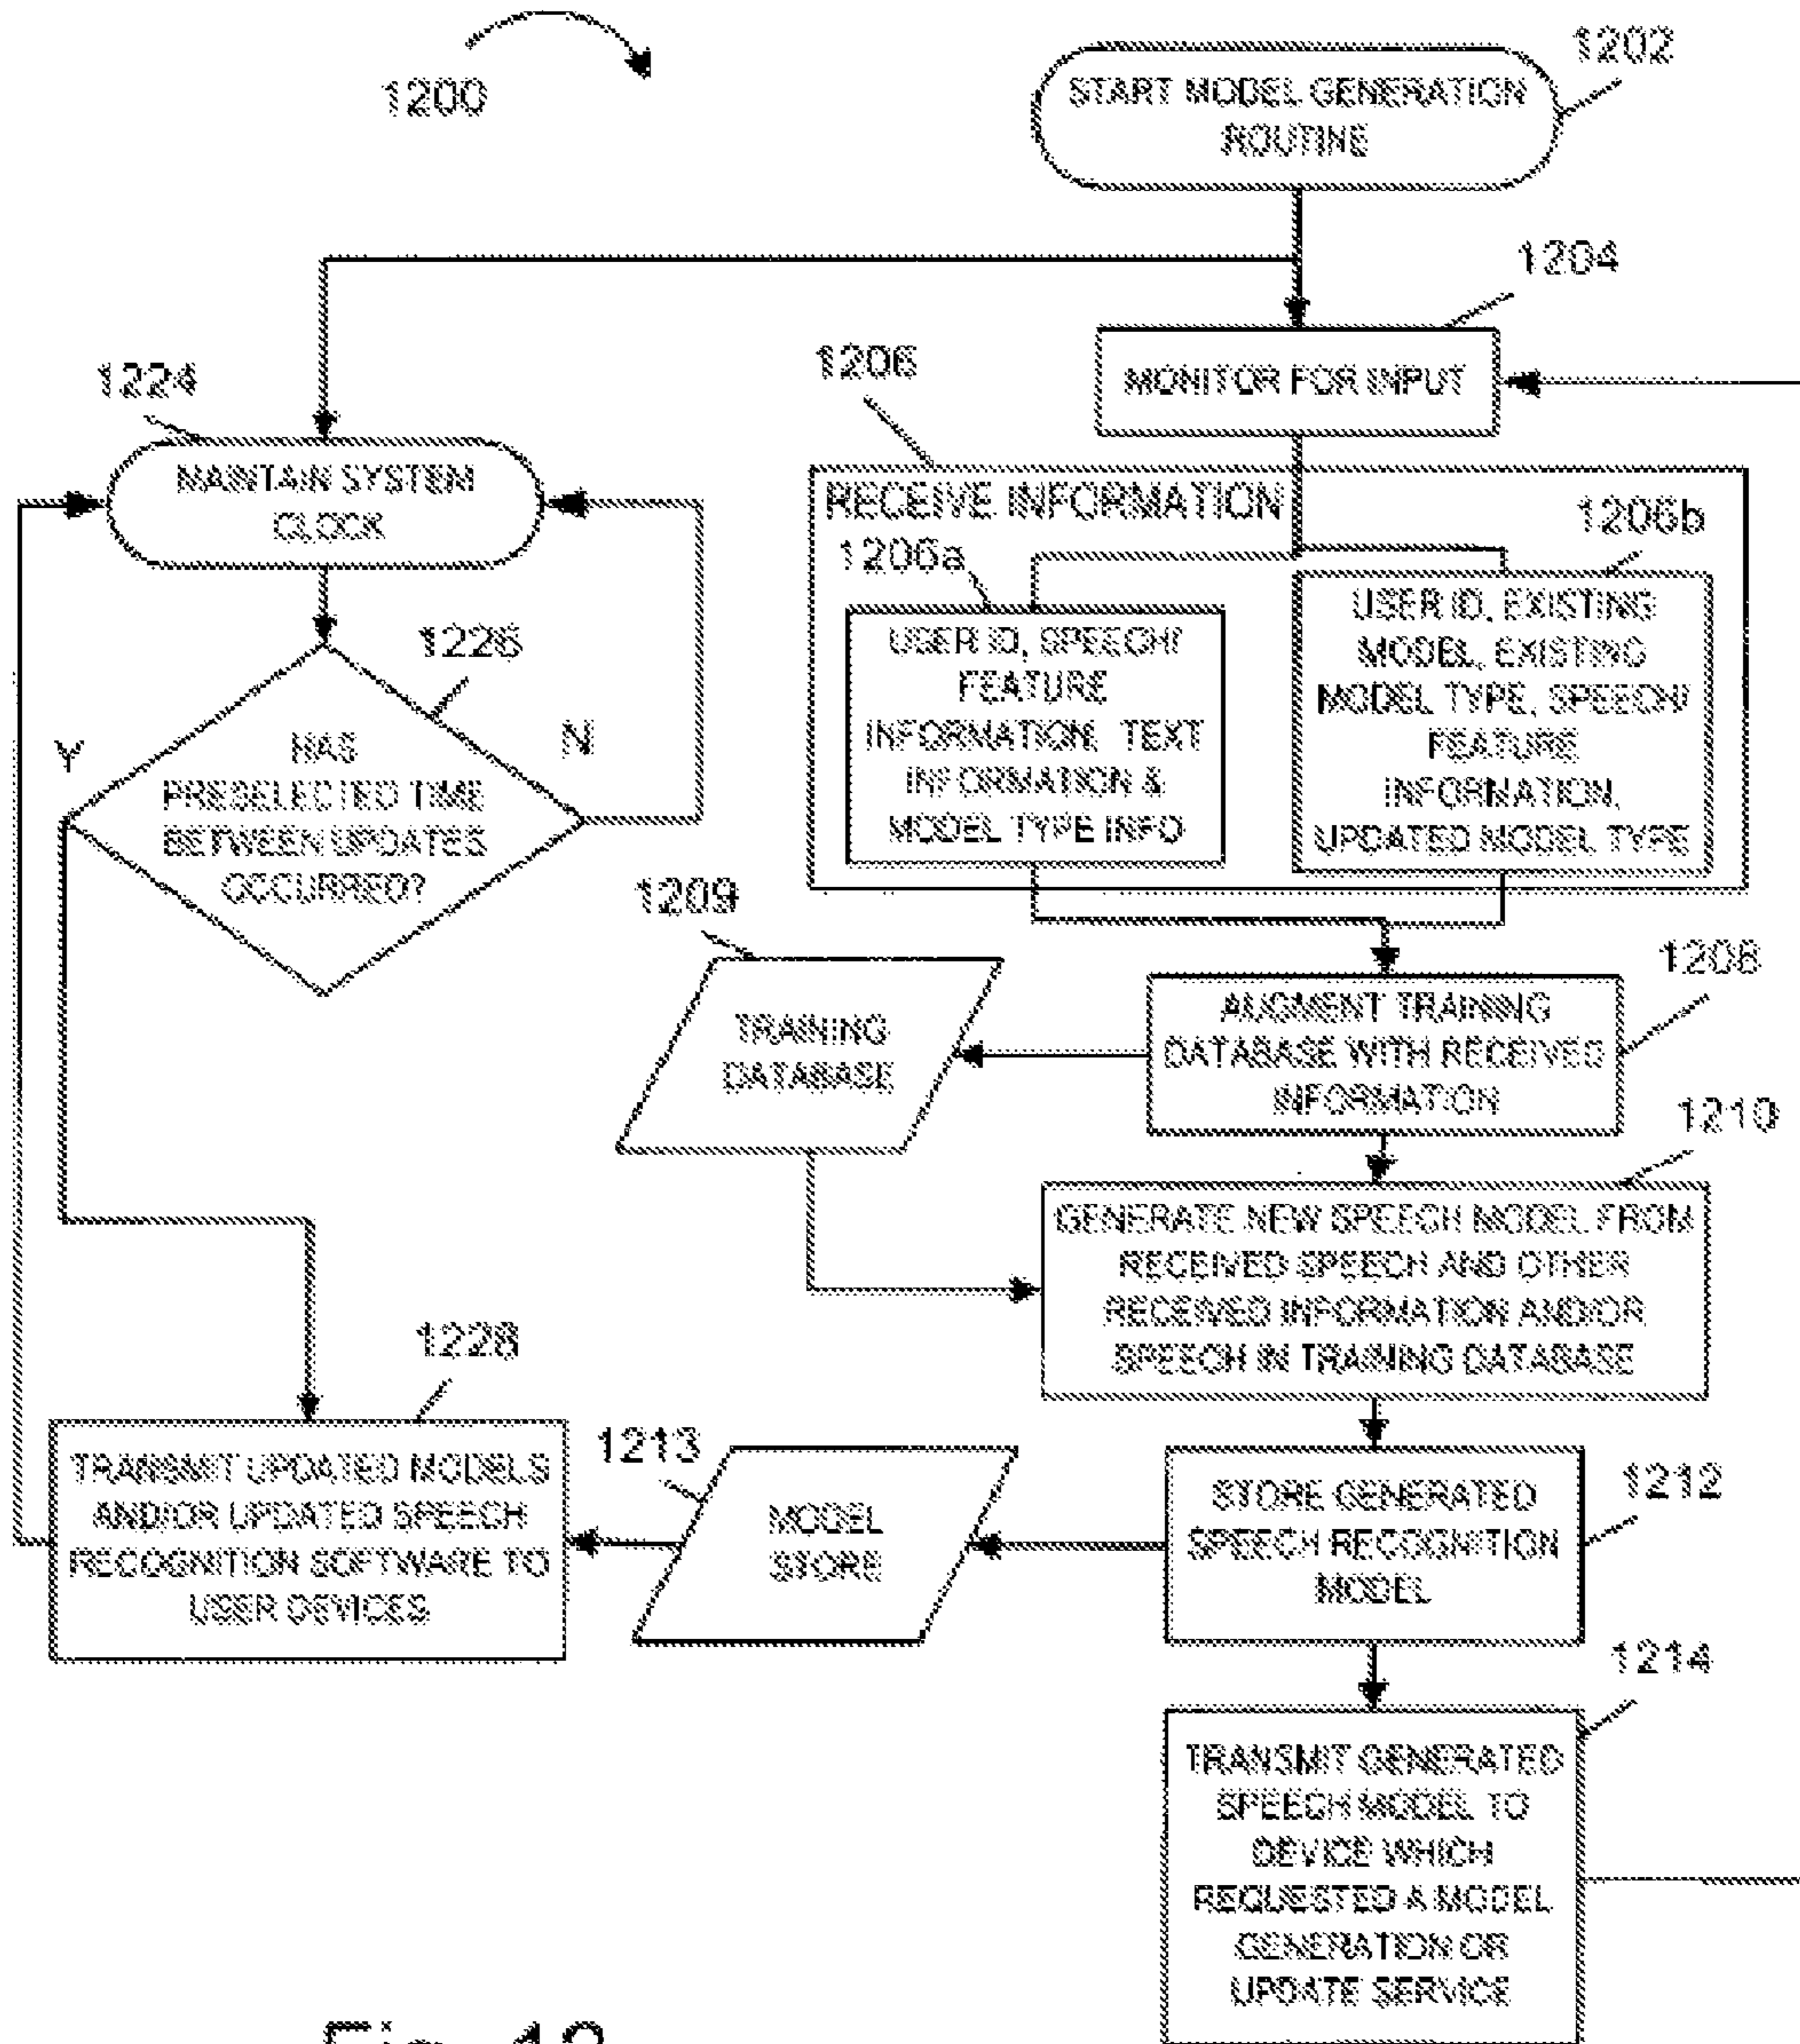 1200
1202
START MODEL GENERATION
ROUTINE
1204
MONITOR FOR INPUT
1206
RECEIVE INFORMATION
1206a
USER ID, SPEECH/
FEATURE
INFORMATION, TEXT
INFORMATION &
MODEL TYPE INFO
1206b
USER ID, EXISTING
MODEL, EXISTING
MODEL TYPE, SPEECH/
FEATURE
INFORMATION,
UPDATED MODEL TYPE
1224
MAINTAIN SYSTEM
CLOCK
1226
Y
N
HAS
PRESELECTED TIME
BETWEEN UPDATES
OCCURRED?
1209
TRAINING
DATABASE
1208
AUGMENT TRAINING
DATABASE WITH RECEIVED
INFORMATION
1210
GENERATE NEW SPEECH MODEL FROM
RECEIVED SPEECH AND OTHER
RECEIVED INFORMATION AND/OR
SPEECH IN TRAINING DATABASE
1228
TRANSMIT UPDATED MODELS
AND/OR UPDATED SPEECH
RECOGNITION SOFTWARE TO
USER DEVICES
1213
MODEL
STORE
1212
STORE GENERATED
SPEECH RECOGNITION
MODEL
1214
TRANSMIT GENERATED
SPEECH MODEL TO
DEVICE WHICH
REQUESTED A MODEL
GENERATION OR
UPDATE SERVICE